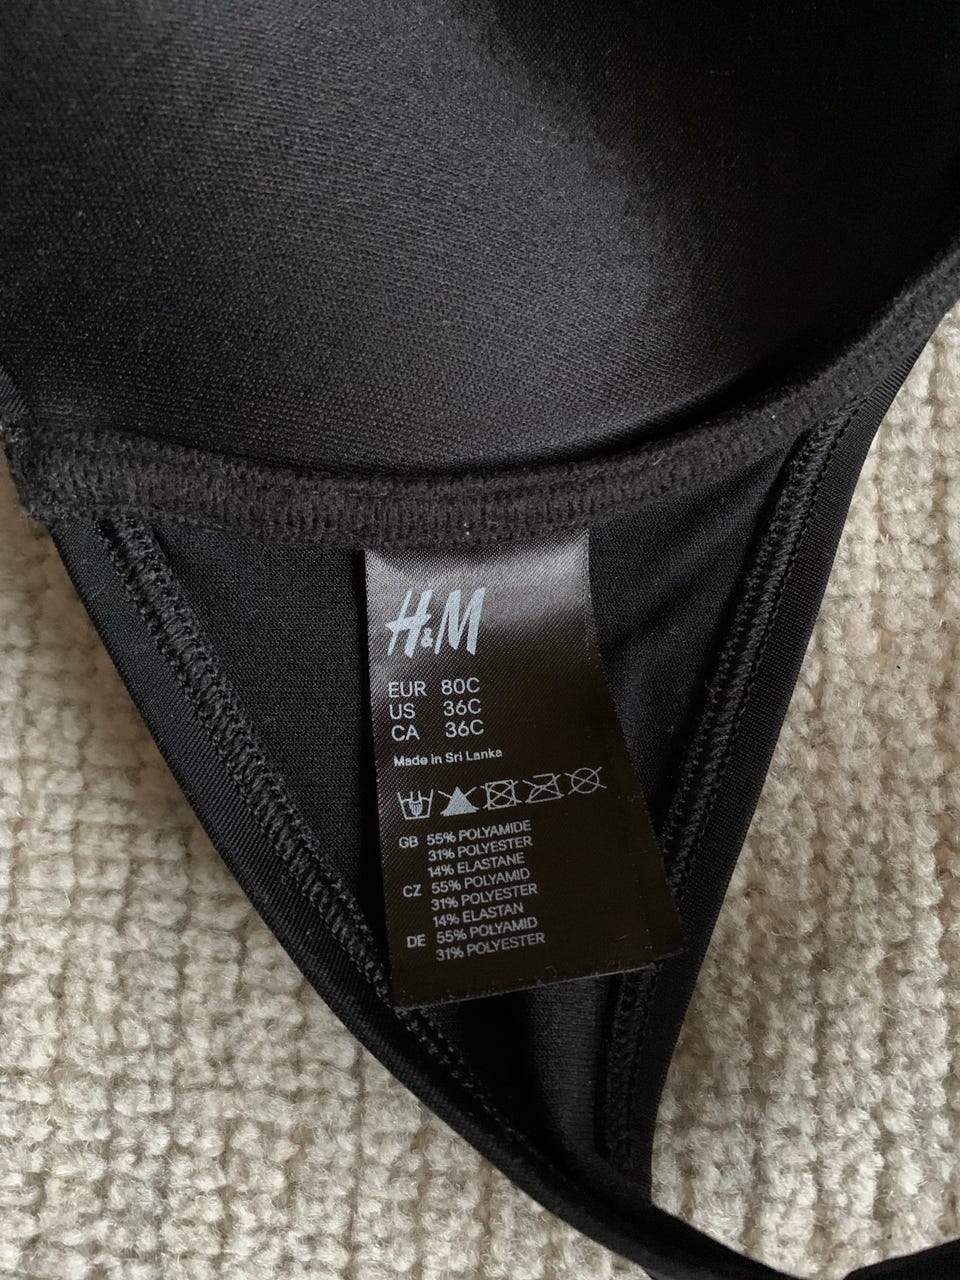 H&M
EUR 80C
US 36C
CA 36C
Made in Sri Lanka
GB 55% POLYAMIDE
31% POLYESTER
14% ELASTANE
CZ 55% POLYAMID
31% POLYESTER
14% ELASTAN
DE 55% POLYAMID
31% POLYESTER